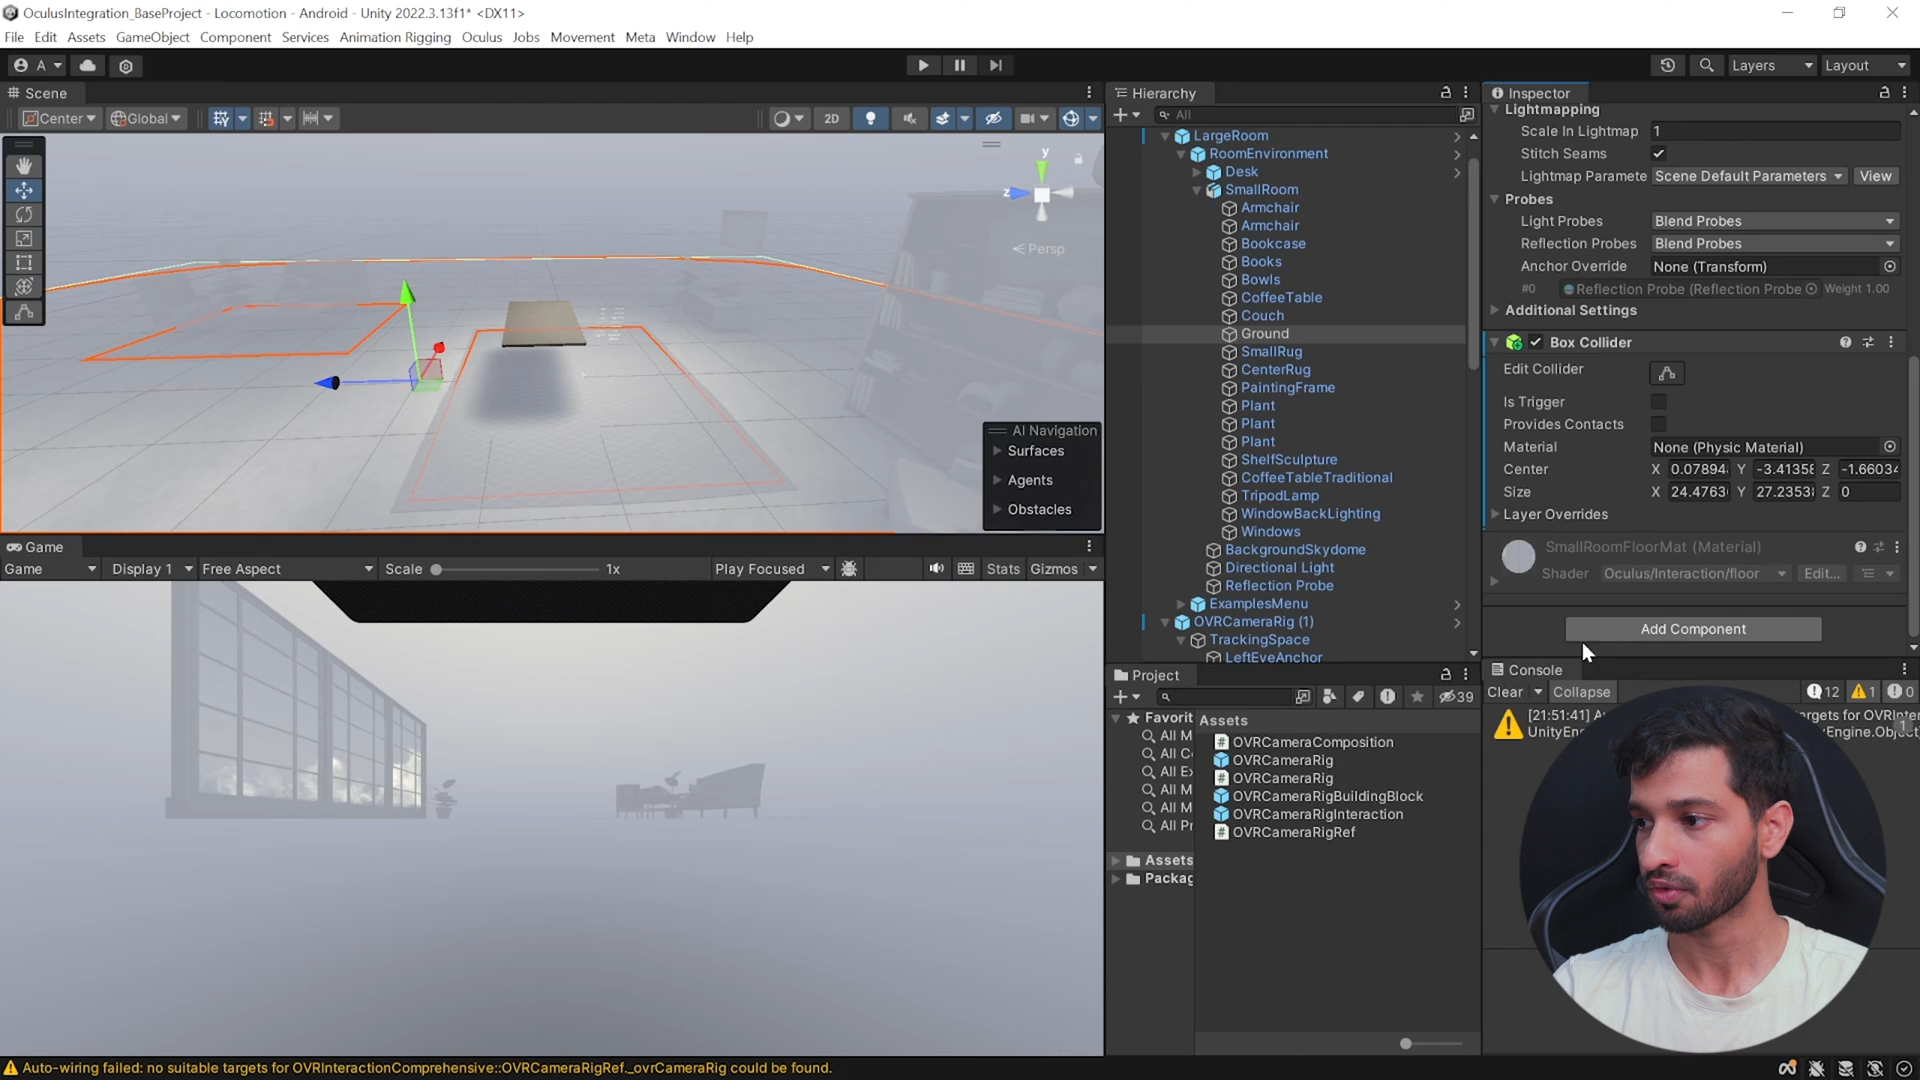 OculusIntegration_BaseProject - Locomotion - Android - Unity 2022.3.13f1* <DX11>
File Edit Assets GameObject Component Services Animation Rigging Oculus Jobs Movement Meta Window Help
A
Layers
Layout
Scene
Center
Global
2D
y
z
Persp
AI Navigation
Surfaces
Agents
Obstacles
Game
Game
Display 1
Free Aspect
Scale
1x
Play Focused
Stats
Gizmos
Hierarchy
All
LargeRoom
RoomEnvironment
Desk
SmallRoom
Armchair
Armchair
Bookcase
Books
Bowls
CoffeeTable
Couch
Ground
SmallRug
CenterRug
PaintingFrame
Plant
Plant
Plant
ShelfSculpture
CoffeeTableTraditional
TripodLamp
WindowBackLighting
Windows
BackgroundSkydome
Directional Light
Reflection Probe
ExamplesMenu
OVRCameraRig (1)
TrackingSpace
LeftEyeAnchor
Project
39
Favorit
All M
All C
All Ex
All M
All M
All Pr
Assets
Packag
Assets
OVRCameraComposition
OVRCameraRig
OVRCameraRig
OVRCameraRigBuildingBlock
OVRCameraRigInteraction
OVRCameraRigRef
Inspector
Lightmapping
Scale In Lightmap 1
Stitch Seams
Lightmap Paramete Scene Default Parameters View
Probes
Light Probes Blend Probes
Reflection Probes Blend Probes
Anchor Override None (Transform)
#0 Reflection Probe (Reflection Probe Weight 1.00
Additional Settings
Box Collider
Edit Collider
Is Trigger
Provides Contacts
Material None (Physic Material)
Center X 0.0789 Y -3.4135 Z -1.6603
Size X 24.476 Y 27.235 Z 0
Layer Overrides
SmallRoomFloorMat (Material)
Shader Oculus/Interaction/floor Edit...
Add Component
Console
Clear Collapse 12 1 0
[21:51:41] A rgets for OVRInter
UnityEn yEngine.Object
1
Auto-wiring failed: no suitable targets for OVRInteractionComprehensive::OVRCameraRigRef._ovrCameraRig could be found.